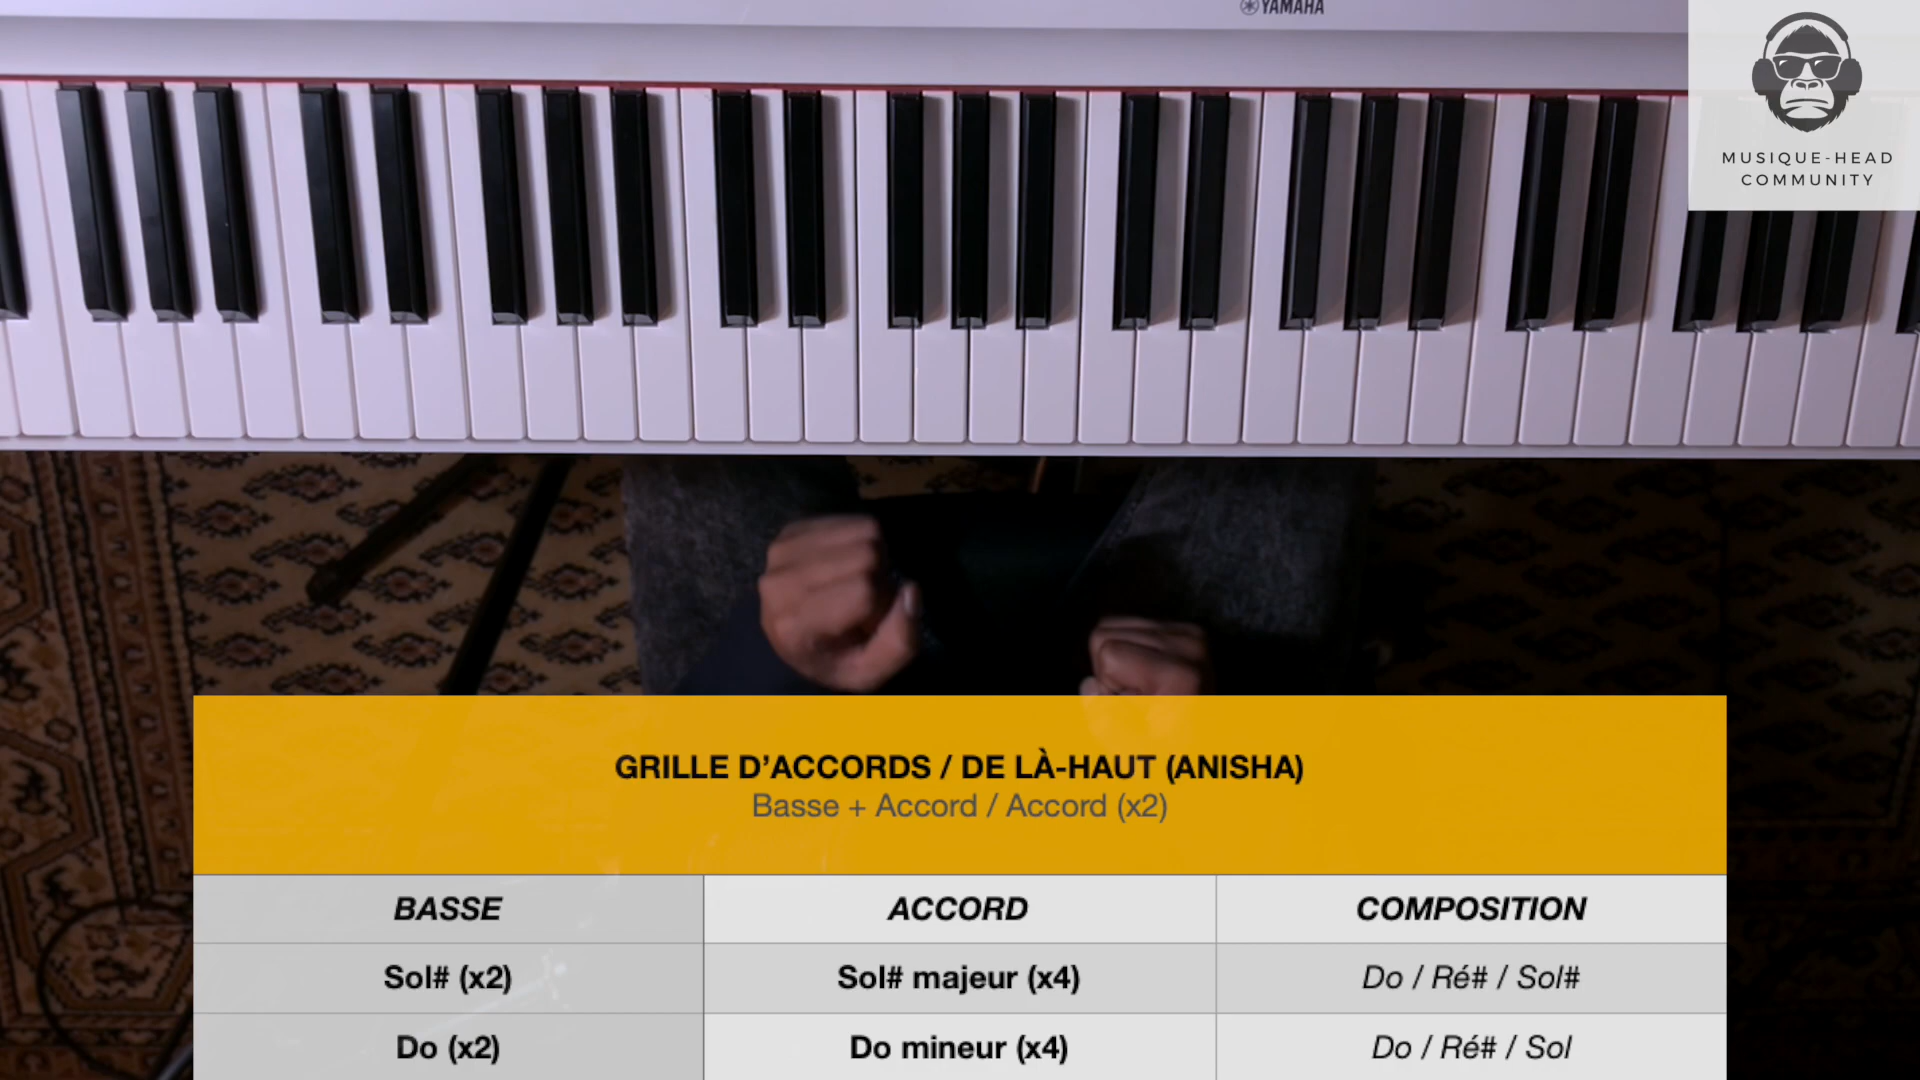 YAMAHA
MUSIQUE-HEAD
COMMUNITY
GRILLE D'ACCORDS / DE LÀ-HAUT (ANISHA)
Basse + Accord / Accord (x2)
BASSE ACCORD COMPOSITION
Sol# (x2) Sol# majeur (x4) Do / Ré# / Sol#
Do (x2) Do mineur (x4) Do / Ré# / Sol